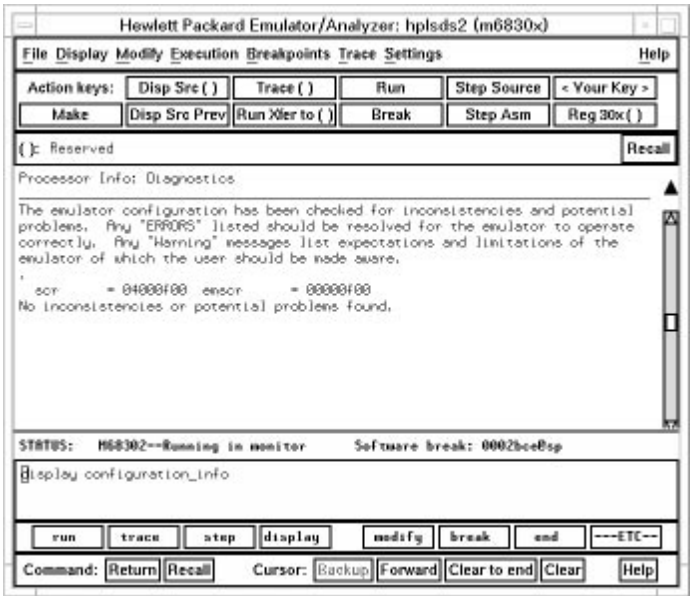 Hewlett Packard Emulator/Analyzer: hplsds2 (m6830x)
File Display Modify Execution Breakpoints Trace Settings Help
Action keys: Disp Src ( ) Trace ( ) Run Step Source < Your Key >
Make Disp Src Prev Run Xfer to ( ) Break Step Asm Reg 30x ( )
( ): Reserved Recall
Processor Info: Diagnostics
The emulator configuration has been checked for inconsistencies and potential
problems. Any "ERRORS" listed should be resolved for the emulator to operate
correctly. Any "Warning" messages list expectations and limitations of the
emulator of which the user should be made aware.
.
scr = 04000f00 emscr = 00000f00
No inconsistencies or potential problems found.
STATUS: M68302--Running in monitor Software break: 0002bce@sp
display configuration_info
run trace step display modify break end ---ETC--
Command: Return Recall Cursor: Backup Forward Clear to end Clear Help